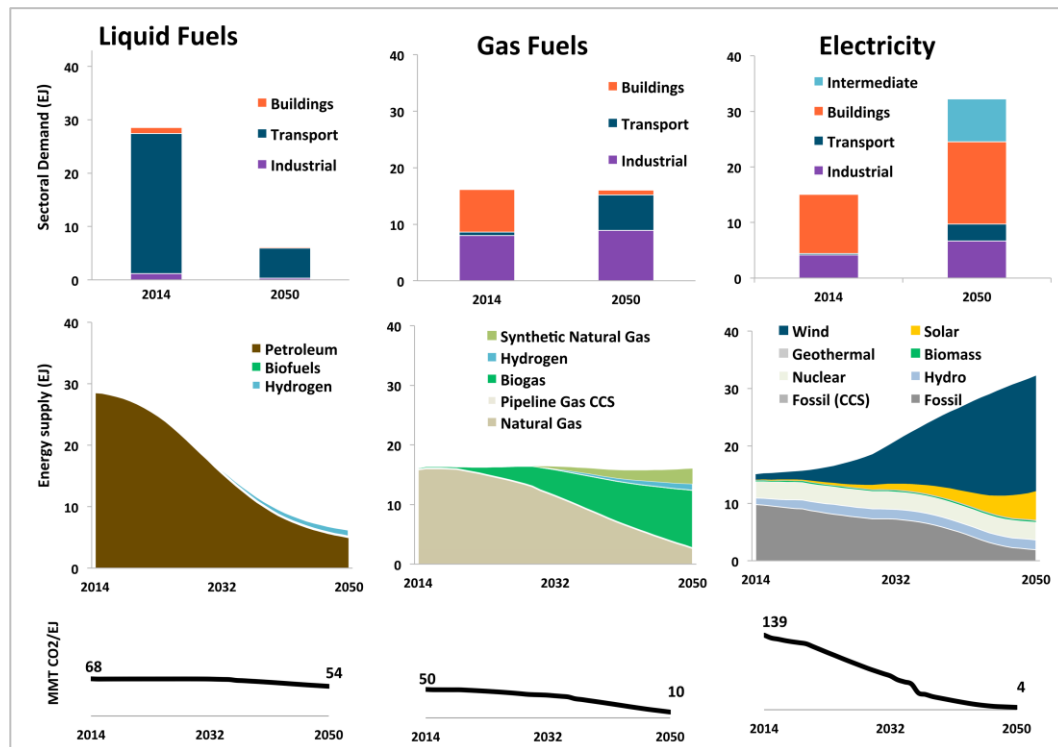 Liquid Fuels
Sectoral Demand (EJ)
40
30
20
10
0
Buildings
Transport
Industrial
2014 2050
Gas Fuels
40
30
20
10
0
Buildings
Transport
Industrial
2014 2050
Electricity
40
30
20
10
0
Intermediate
Buildings
Transport
Industrial
2014 2050
Energy supply (EJ)
40
30
20
10
0
Petroleum
Biofuels
Hydrogen
2014 2032 2050
40
30
20
10
0
Synthetic Natural Gas
Hydrogen
Biogas
Pipeline Gas CCS
Natural Gas
2014 2032 2050
40
30
20
10
0
Wind Solar
Geothermal Biomass
Nuclear Hydro
Fossil (CCS) Fossil
2014 2032 2050
MMT CO2/EJ
68 54
2014 2032 2050
50 10
2014 2032 2050
139 4
2014 2032 2050